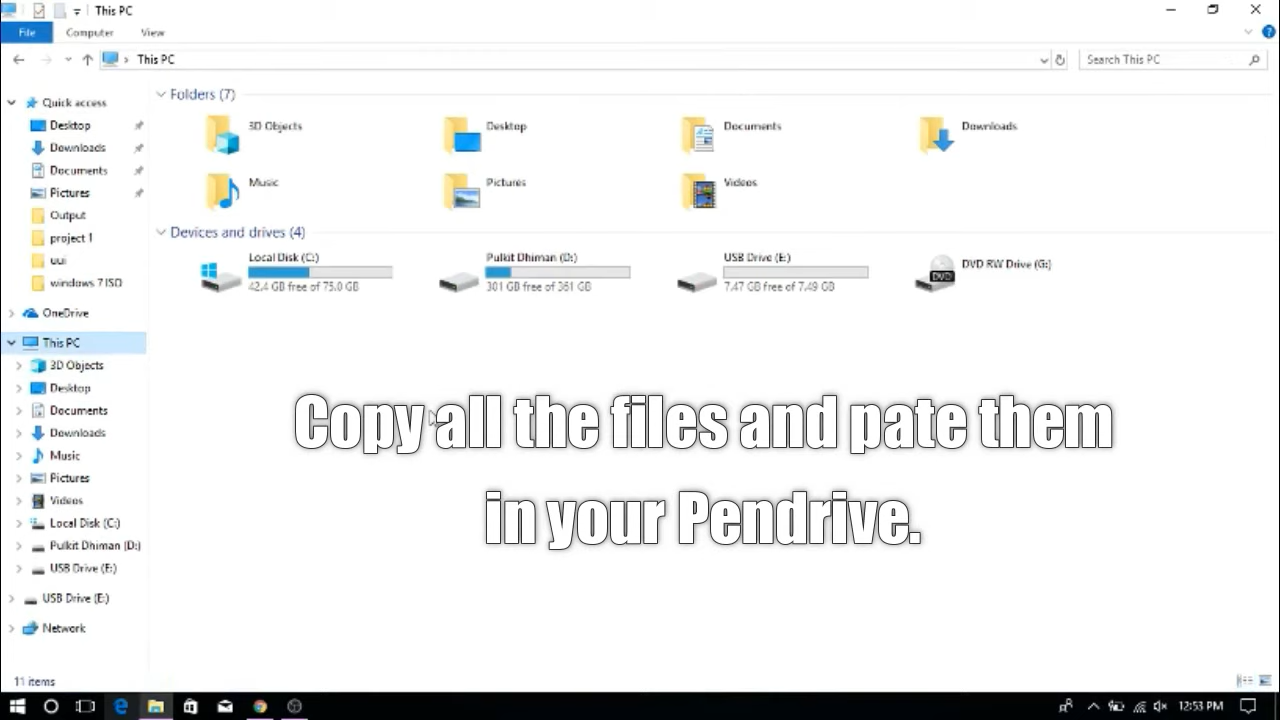 This PC
File Computer View
This PC Search This PC
Quick access
Desktop
Downloads
Documents
Pictures
Output
project 1
uui
windows 7 ISO
OneDrive
This PC
3D Objects
Desktop
Documents
Downloads
Music
Pictures
Videos
Local Disk (C:)
Pulkit Dhiman (D:)
USB Drive (E:)
USB Drive (E:)
Network
Folders (7)
3D Objects Desktop Documents Downloads
Music Pictures Videos
Devices and drives (4)
Local Disk (C:) Pulkit Dhiman (D:) USB Drive (E:) DVD RW Drive (G:)
DVD
42.4 GB free of 75.0 GB 301 GB free of 361 GB 7.47 GB free of 7.49 GB
Copy all the files and pate them
in your Pendrive.
11 items
12:53 PM